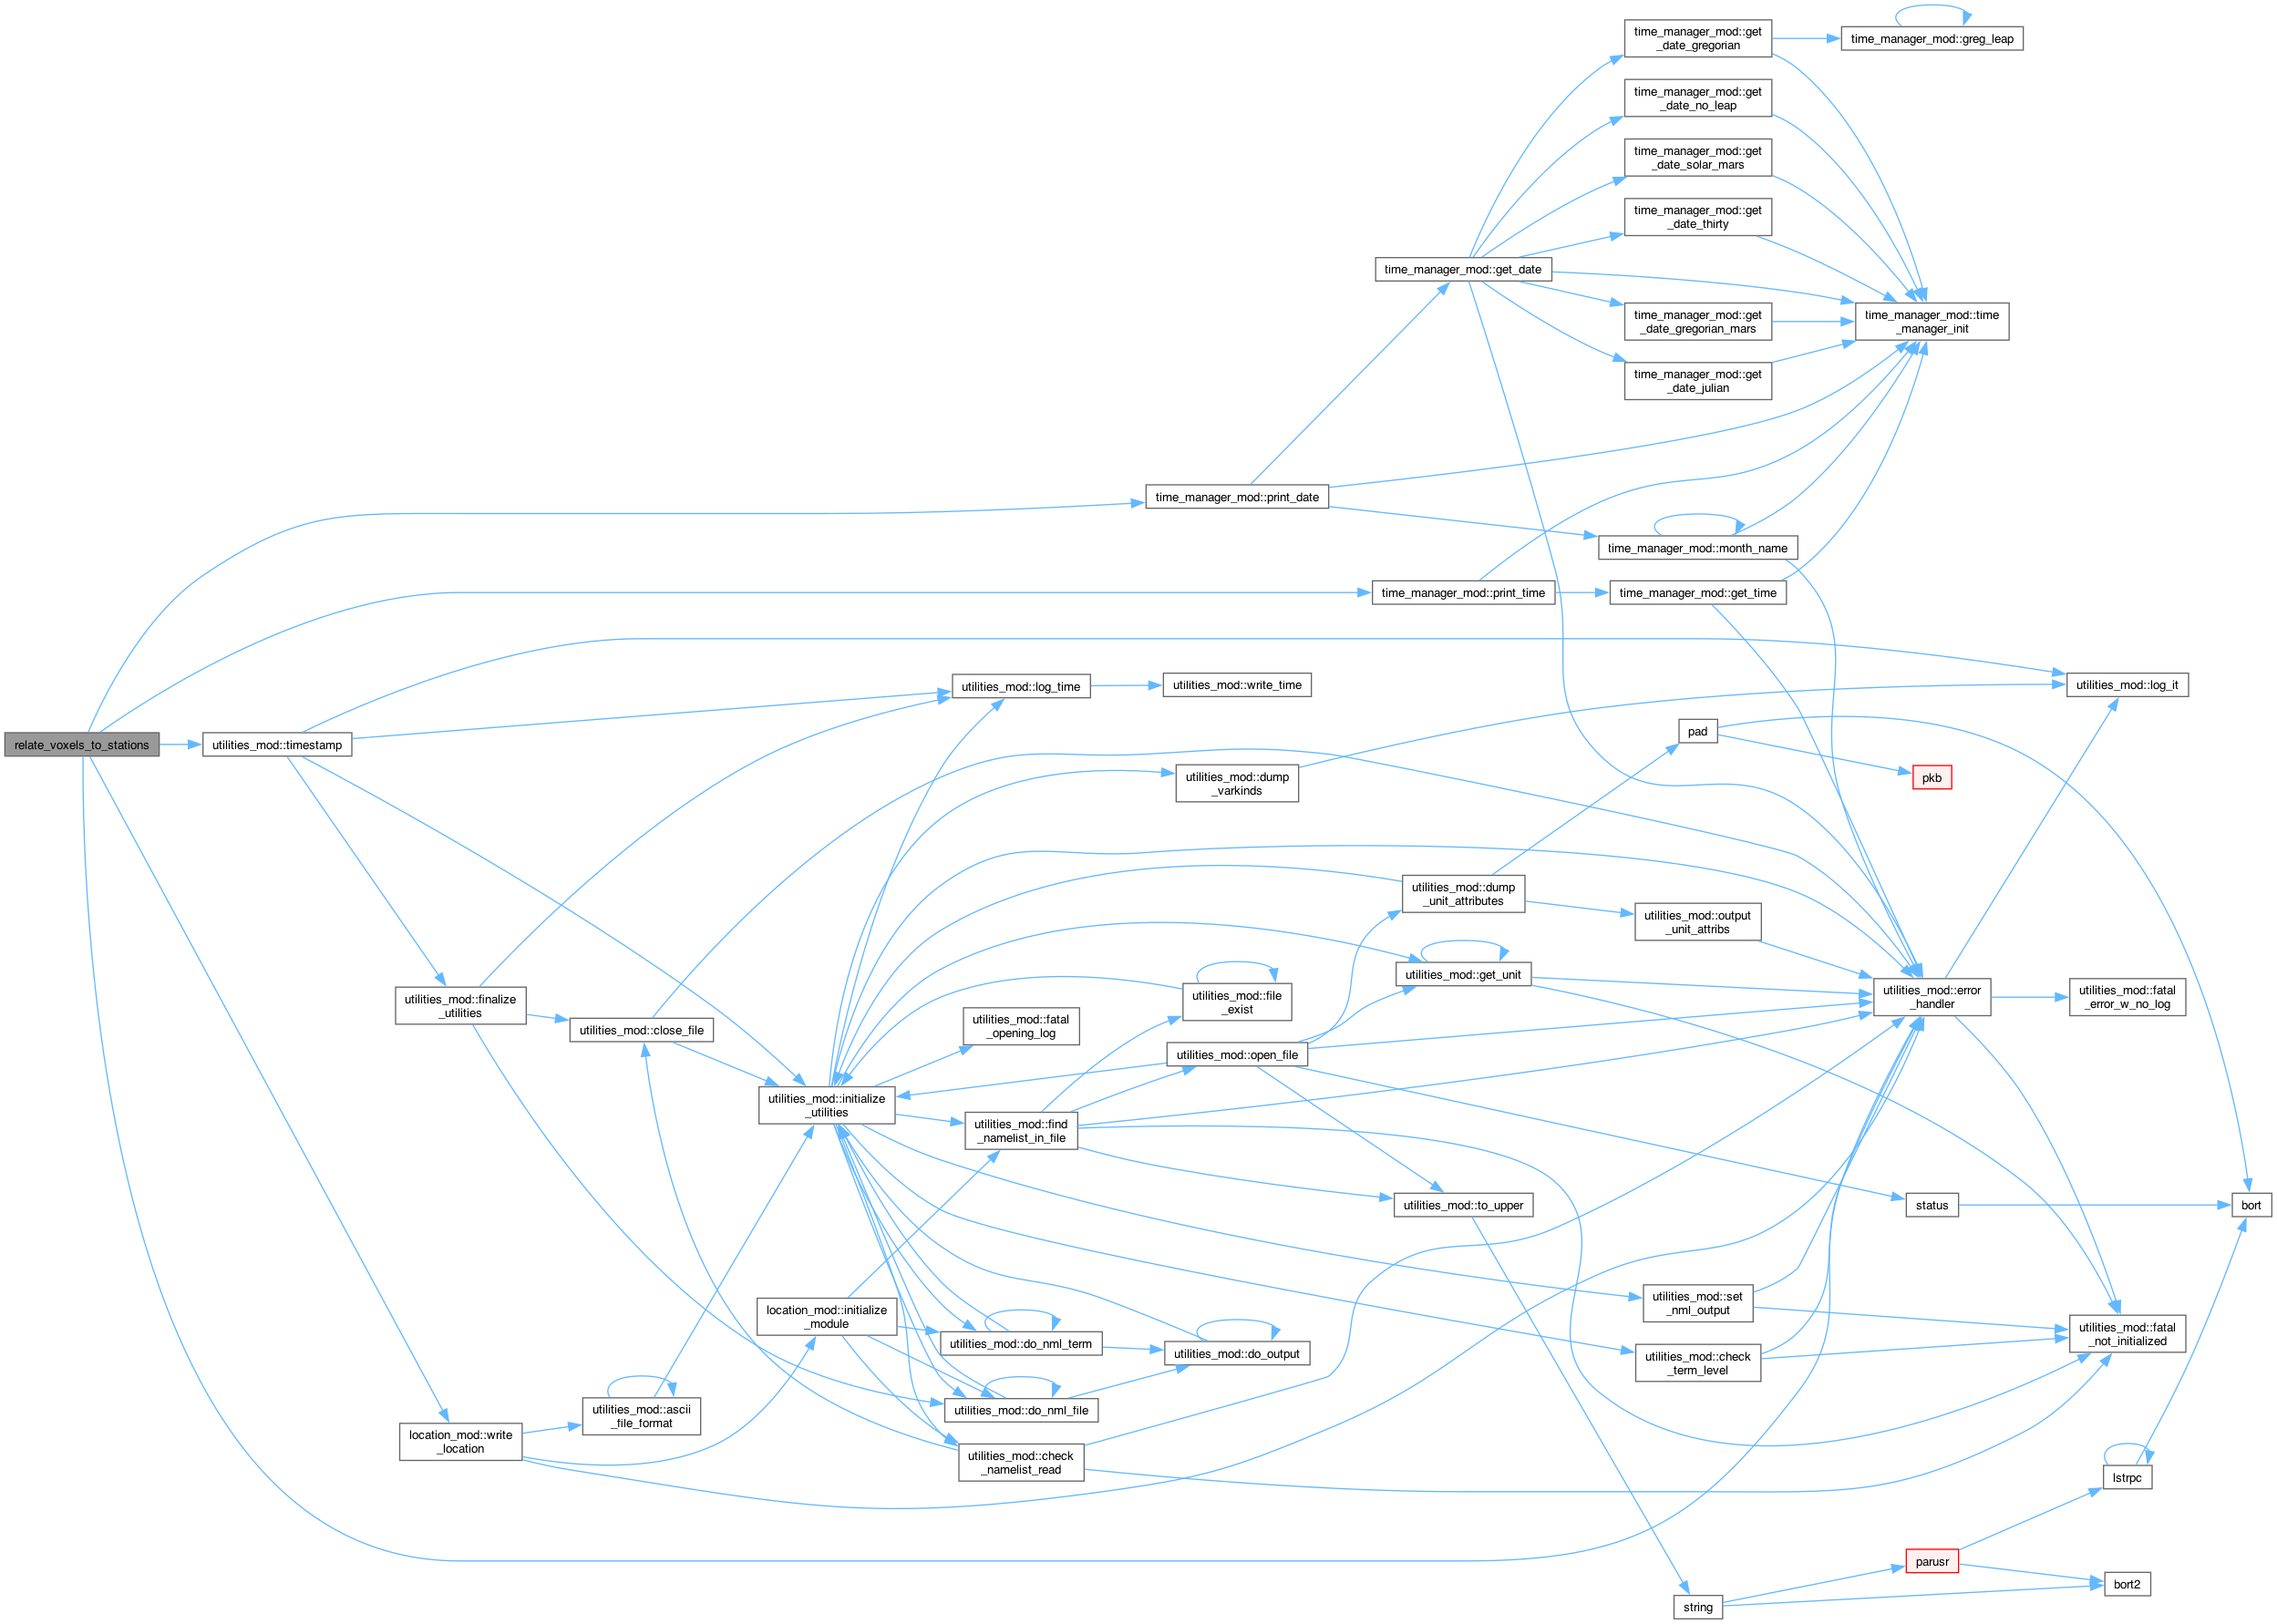 time_manager_mod::get
_date_gregorian
time_manager_mod::greg_leap
time_manager_mod::get
_date_no_leap
time_manager_mod::get
_date_solar_mars
time_manager_mod::get
_date_thirty
time_manager_mod::get_date
time_manager_mod::get
_date_gregorian_mars
time_manager_mod::time
_manager_init
time_manager_mod::get
_date_julian
time_manager_mod::print_date
time_manager_mod::month_name
time_manager_mod::print_time
time_manager_mod::get_time
utilities_mod::log_time
utilities_mod::write_time
utilities_mod::log_it
relate_voxels_to_stations
utilities_mod::timestamp
pad
utilities_mod::dump
_varkinds
pkb
utilities_mod::dump
_unit_attributes
utilities_mod::output
_unit_attribs
utilities_mod::get_unit
utilities_mod::finalize
_utilities
utilities_mod::file
_exist
utilities_mod::error
_handler
utilities_mod::fatal
_error_w_no_log
utilities_mod::close_file
utilities_mod::fatal
_opening_log
utilities_mod::open_file
utilities_mod::initialize
_utilities
utilities_mod::find
_namelist_in_file
utilities_mod::to_upper
status
bort
location_mod::initialize
_module
utilities_mod::set
_nml_output
utilities_mod::do_nml_term
utilities_mod::do_output
utilities_mod::check
_term_level
utilities_mod::fatal
_not_initialized
utilities_mod::ascii
_file_format
utilities_mod::do_nml_file
location_mod::write
_location
utilities_mod::check
_namelist_read
lstrpc
parusr
bort2
string